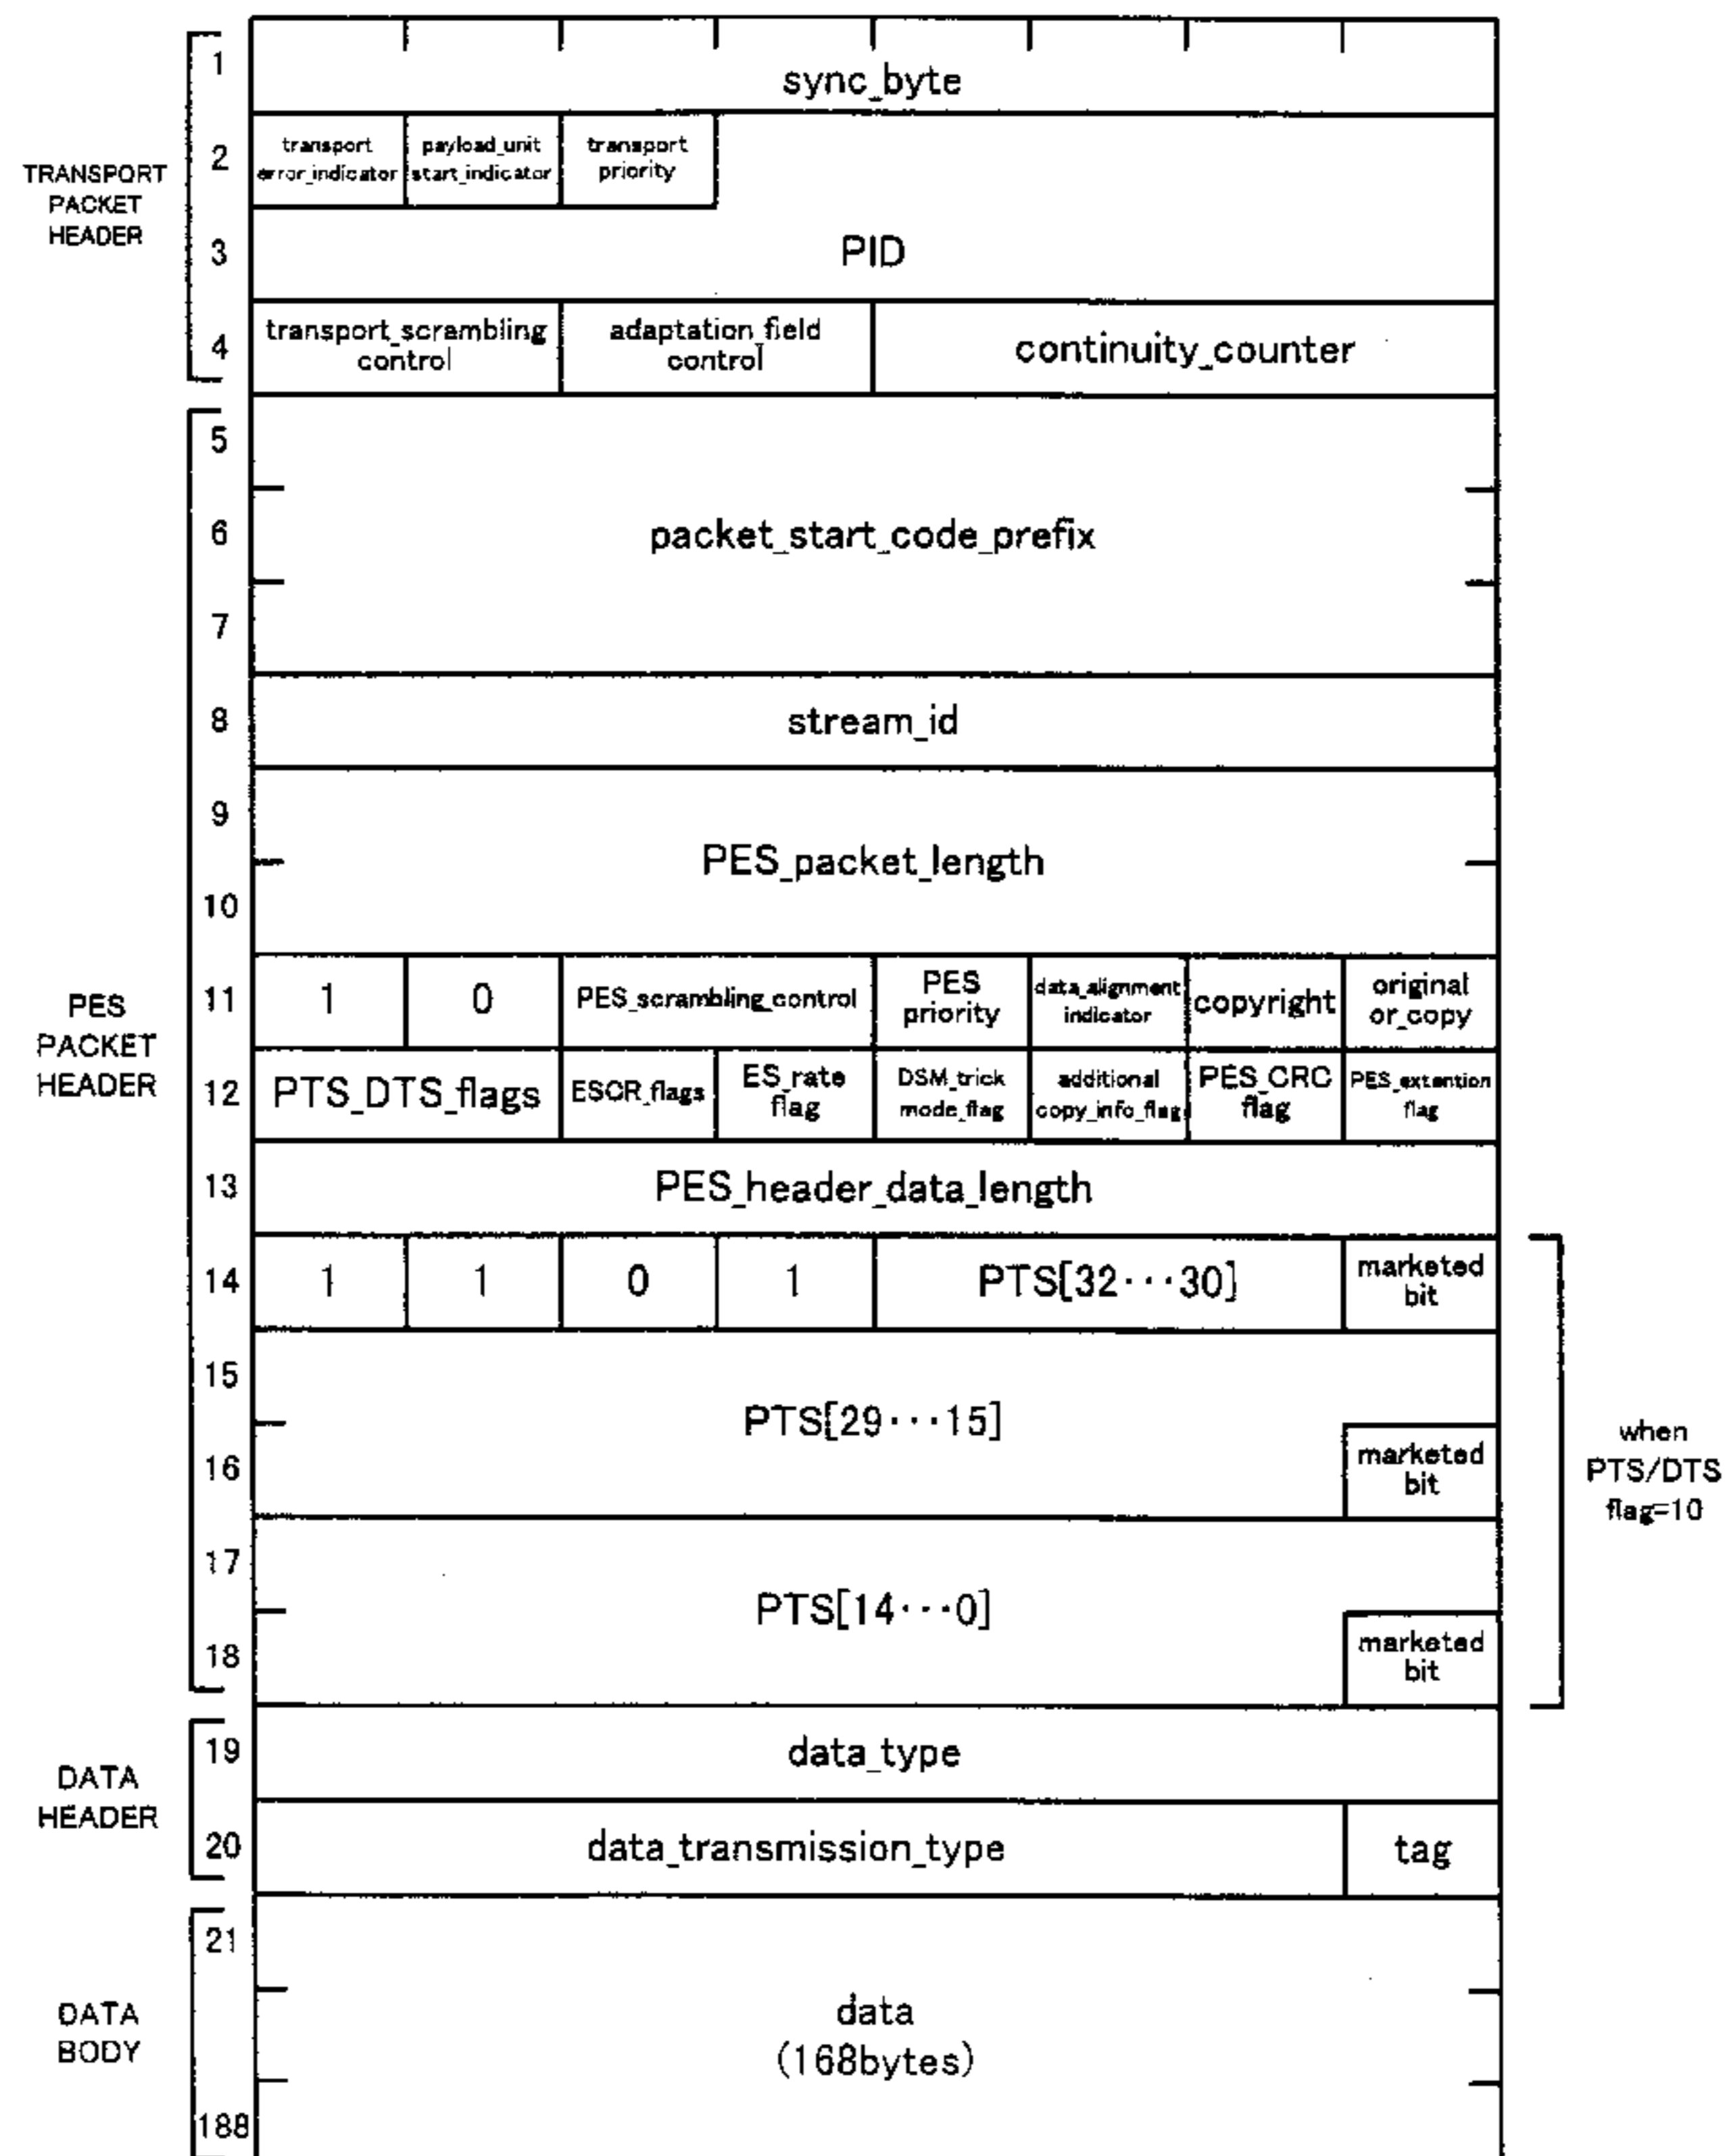 1
sync_byte
TRANSPORT
PACKET
HEADER
2
transport
error_indicator
payload_unit
start_indicator
transport
priority
3
PID
4
transport_scrambling
control
adaptation_field
control
continuity_counter
5
6
packet_start_code_prefix
7
8
stream_id
9
PES_packet_length
10
PES
PACKET
HEADER
11
1
0
PES_scrambling_control
PES
priority
data_alignment
indicator
copyright
original
or_copy
12
PTS_DTS_flags
ESCR_flags
ES_rate
flag
DSM_trick
mode_flag
additional
copy_info_flag
PES_CRC
flag
PES_extention
flag
13
PES_header_data_length
14
1
1
0
1
PTS[32···30]
marketed
bit
15
PTS[29···15]
16
marketed
bit
when
PTS/DTS
flag=10
17
PTS[14···0]
18
marketed
bit
DATA
HEADER
19
data_type
20
data_transmission_type
tag
DATA
BODY
21
data
(168bytes)
188